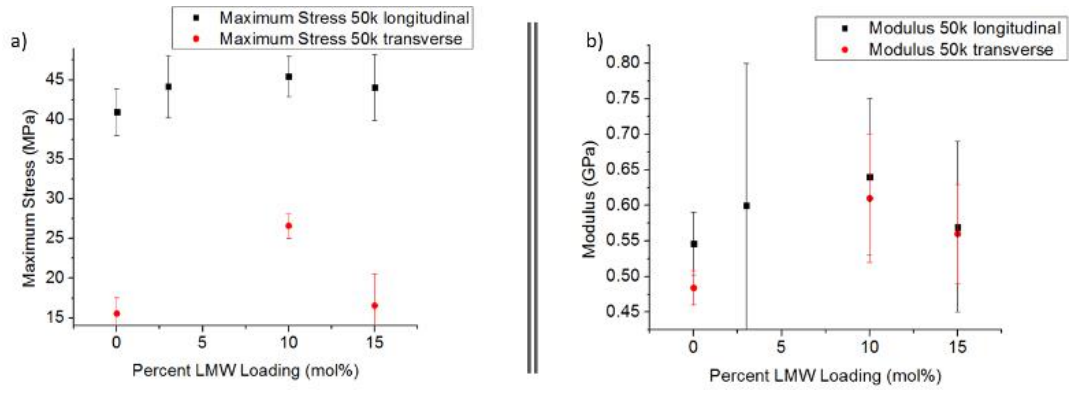 a)
Maximum Stress 50k longitudinal
Maximum Stress 50k transverse
Maximum Stress (MPa)
45
40
35
30
25
20
15
0 5 10 15
Percent LMW Loading (mol%)
b)
Modulus 50k longitudinal
Modulus 50k transverse
Modulus (GPa)
0.80
0.75
0.70
0.65
0.60
0.55
0.50
0.45
0 5 10 15
Percent LMW Loading (mol%)